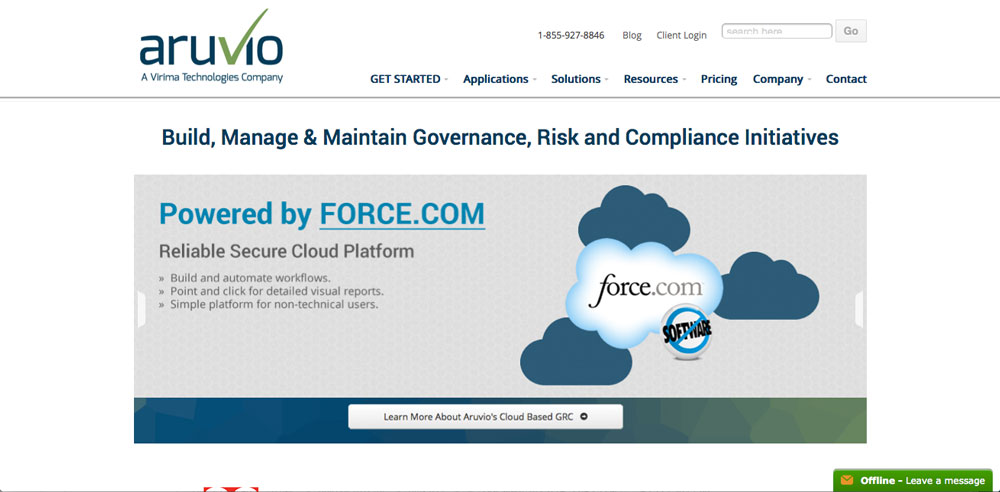 aruvio
A Virima Technologies Company
1-855-927-8846 Blog Client Login search here Go
GET STARTED Applications Solutions Resources Pricing Company Contact
Build, Manage & Maintain Governance, Risk and Compliance Initiatives
Powered by FORCE.COM
Reliable Secure Cloud Platform
» Build and automate workflows.
» Point and click for detailed visual reports.
» Simple platform for non-technical users.
force.com
SOFTWARE
Learn More About Aruvio's Cloud Based GRC
Offline - Leave a message